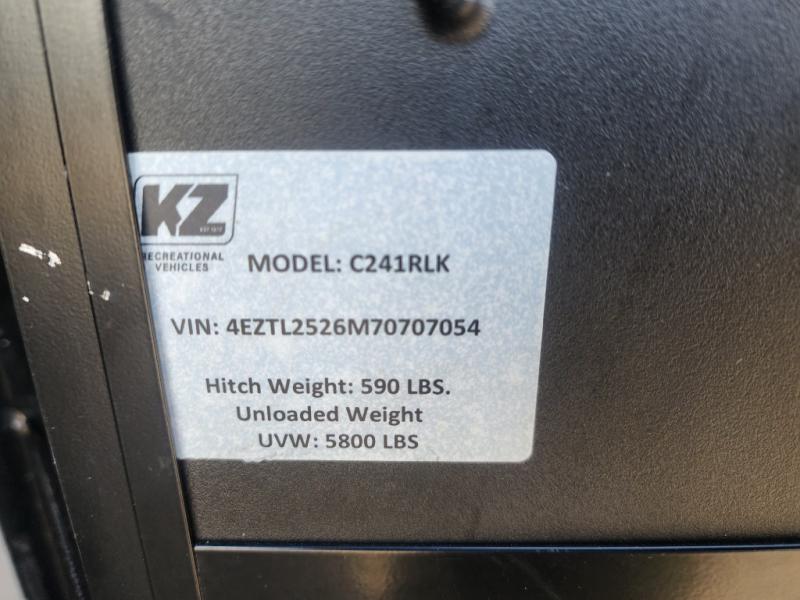 KZ
EST 1972
RECREATIONAL
VEHICLES
MODEL: C241RLK
VIN: 4EZTL2526M70707054
Hitch Weight: 590 LBS.
Unloaded Weight
UVW: 5800 LBS